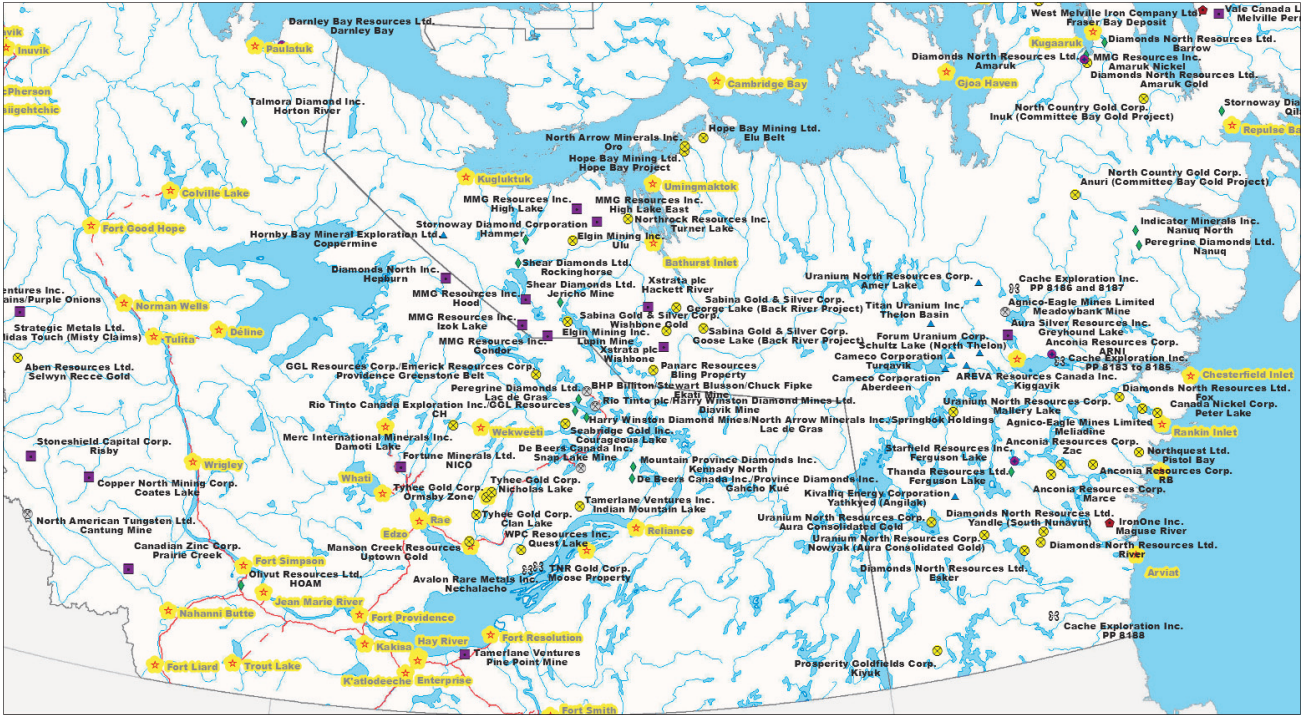 Darnley Bay Resources Ltd.
Darnley Bay
West Melville Iron Company Ltd.
Fraser Bay Deposit
Vale Canada L
Melville Pen
vik
Inuvik
Paulatuk
Kugaaruk
Diamonds North Resources Ltd.
Barrow
Diamonds North Resources Ltd.
Amaruk
MMG Resources Inc.
Amaruk Nickel
Diamonds North Resources Ltd.
Amaruk Gold
Cambridge Bay
Gjoa Haven
cPherson
siigehtchic
Talmora Diamond Inc.
Horton River
North Country Gold Corp.
Inuk (Committee Bay Gold Project)
Stornoway Dia
Qil
Repulse Ba
Hope Bay Mining Ltd.
Elu Belt
North Arrow Minerals Inc.
Oro
Hope Bay Mining Ltd.
Hope Bay Project
Kugluktuk
Umingmaktok
North Country Gold Corp.
Anuri (Committee Bay Gold Project)
Colville Lake
MMG Resources Inc.
High Lake
MMG Resources Inc.
High Lake East
Northrock Resources Inc.
Turner Lake
Fort Good Hope
Stornoway Diamond Corporation
Hammer
Hornby Bay Mineral Exploration Ltd.
Coppermine
Elgin Mining Inc.
Ulu
Indicator Minerals Inc.
Nanuq North
Peregrine Diamonds Ltd.
Nanuq
Bathurst Inlet
Shear Diamonds Ltd.
Rockinghorse
Diamonds North Inc.
Hepburn
Shear Diamonds Ltd.
Jericho Mine
Xstrata plc
Hackett River
Uranium North Resources Corp.
Amer Lake
Cache Exploration Inc.
PP 8186 and 8187
entures Inc.
ains/Purple Onions
Norman Wells
MMG Resources Inc.
Hood
Sabina Gold & Silver Corp.
George Lake (Back River Project)
Titan Uranium Inc.
Thelon Basin
Agnico-Eagle Mines Limited
Meadowbank Mine
Strategic Metals Ltd.
Midas Touch (Misty Claims)
Tulita
Déline
MMG Resources Inc.
Izok Lake
Sabina Gold & Silver Corp.
Wishbone Gold
Elgin Mining Inc.
Lupin Mine
Sabina Gold & Silver Corp.
Goose Lake (Back River Project)
Forum Uranium Corp.
Schultz Lake (North Thelon)
Aura Silver Resources Inc.
Greyhound Lake
MMG Resources Inc.
Gondor
Xstrata plc
Wishbone
Anconia Resources Corp.
ARNI
Cameco Corporation
Turqavik
Cache Exploration Inc.
PP 8183 to 8185
Aben Resources Ltd.
Selwyn Recce Gold
GGL Resources Corp./Emerick Resources Corp.
Providence Greenstone Belt
Panarc Resources
Bling Property
Cameco Corporation
Aberdeen
AREVA Resources Canada Inc.
Kiggavik
Chesterfield Inlet
Peregrine Diamonds Ltd.
Lac de Gras
BHP Billiton/Stewart Blusson/Chuck Fipke
Ekati Mine
Diamonds North Resources Ltd.
Fox
Rio Tinto Canada Exploration Inc./GGL Resources
CH
Rio Tinto plc/Harry Winston Diamond Mines Ltd.
Diavik Mine
Uranium North Resources Corp.
Mallery Lake
Canada Nickel Corp.
Peter Lake
Harry Winston Diamond Mines/North Arrow Minerals Inc./Springbok Holdings
Lac de Gras
Agnico-Eagle Mines Limited
Meliadine
Rankin Inlet
Merc International Minerals Inc.
Damoti Lake
Wekweèti
Seabridge Gold Inc.
Courageous Lake
Stoneshield Capital Corp.
Risby
Anconia Resources Corp.
Zac
Starfield Resources Inc.
Ferguson Lake
Northquest Ltd.
Pistol Bay
De Beers Canada Inc.
Snap Lake Mine
Fortune Minerals Ltd.
NICO
Wrigley
Mountain Province Diamonds Inc.
Kennady North
Thanda Resources Ltd.
Ferguson Lake
Anconia Resources Corp.
RB
Whatì
De Beers Canada Inc./Province Diamonds Inc.
Gahcho Kué
Copper North Mining Corp.
Coates Lake
Tyhee Gold Corp.
Ormsby Zone
Tyhee Gold Corp.
Nicholas Lake
Kivalliq Energy Corporation
Yathkyed (Angilak)
Anconia Resources Corp.
Marce
Tamerlane Ventures Inc.
Indian Mountain Lake
North American Tungsten Ltd.
Cantung Mine
Rae
Edzo
Tyhee Gold Corp.
Clan Lake
Reliance
Uranium North Resources Corp.
Aura Consolidated Gold
Diamonds North Resources Ltd.
Yandle (South Nunavut)
IronOne Inc.
Maguse River
WPC Resources Inc.
Quest Lake
Uranium North Resources Corp.
Nowyak (Aura Consolidated Gold)
Canadian Zinc Corp.
Prairie Creek
Manson Creek Resources
Uptown Gold
Diamonds North Resources Ltd.
River
Fort Simpson
Olivut Resources Ltd.
HOAM
TNR Gold Corp.
Moose Property
Diamonds North Resources Ltd.
Esker
Arviat
Avalon Rare Metals Inc.
Nechalacho
Jean Marie River
Nahanni Butte
Fort Providence
Cache Exploration Inc.
PP 8188
Fort Resolution
Kakisa
Hay River
Tamerlane Ventures
Pine Point Mine
Fort Liard
Trout Lake
Prosperity Goldfields Corp.
Kiyuk
K'atlodeeche
Enterprise
Fort Smith